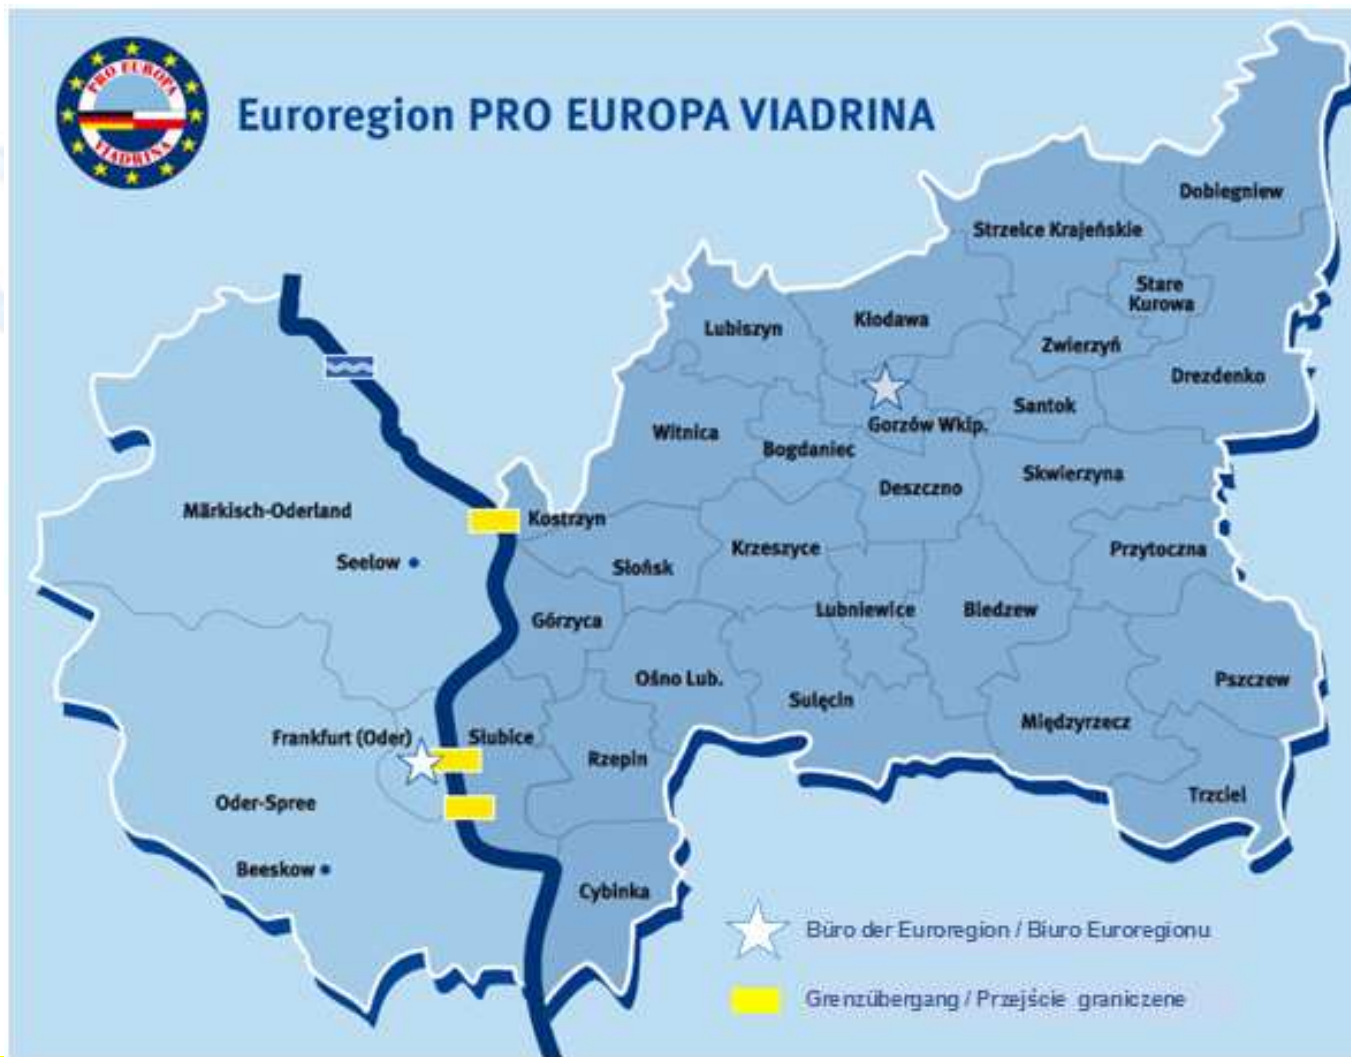 PRO EUROPA
VIADRINA
Euroregion PRO EUROPA VIADRINA
Dobiegniew
Strzelce Krajeńskie
Stare
Kurowa
Lubiszyn
Kłodawa
Zwierzyń
Drezdenko
Santok
Witnica
Gorzów Wklp.
Bogdaniec
Skwierzyna
Deszczno
Märkisch-Oderland
Kostrzyn
Krzeszyce
Przytoczna
Seelow
Słońsk
Górzyca
Lubniewice
Bledzew
Ośno Lub.
Pszczew
Sulęcin
Międzyrzecz
Frankfurt (Oder)
Słubice
Rzepin
Oder-Spree
Trzciel
Beeskow
Cybinka
Büro der Euroregion / Biuro Euroregionu
Grenzübergang / Przejście graniczene